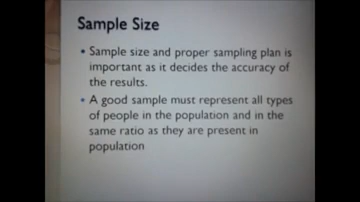 Sample Size
• Sample size and proper sampling plan is
important as it decides the accuracy of
the results.
• A good sample must represent all types
of people in the population and in the
same ratio as they are present in
population